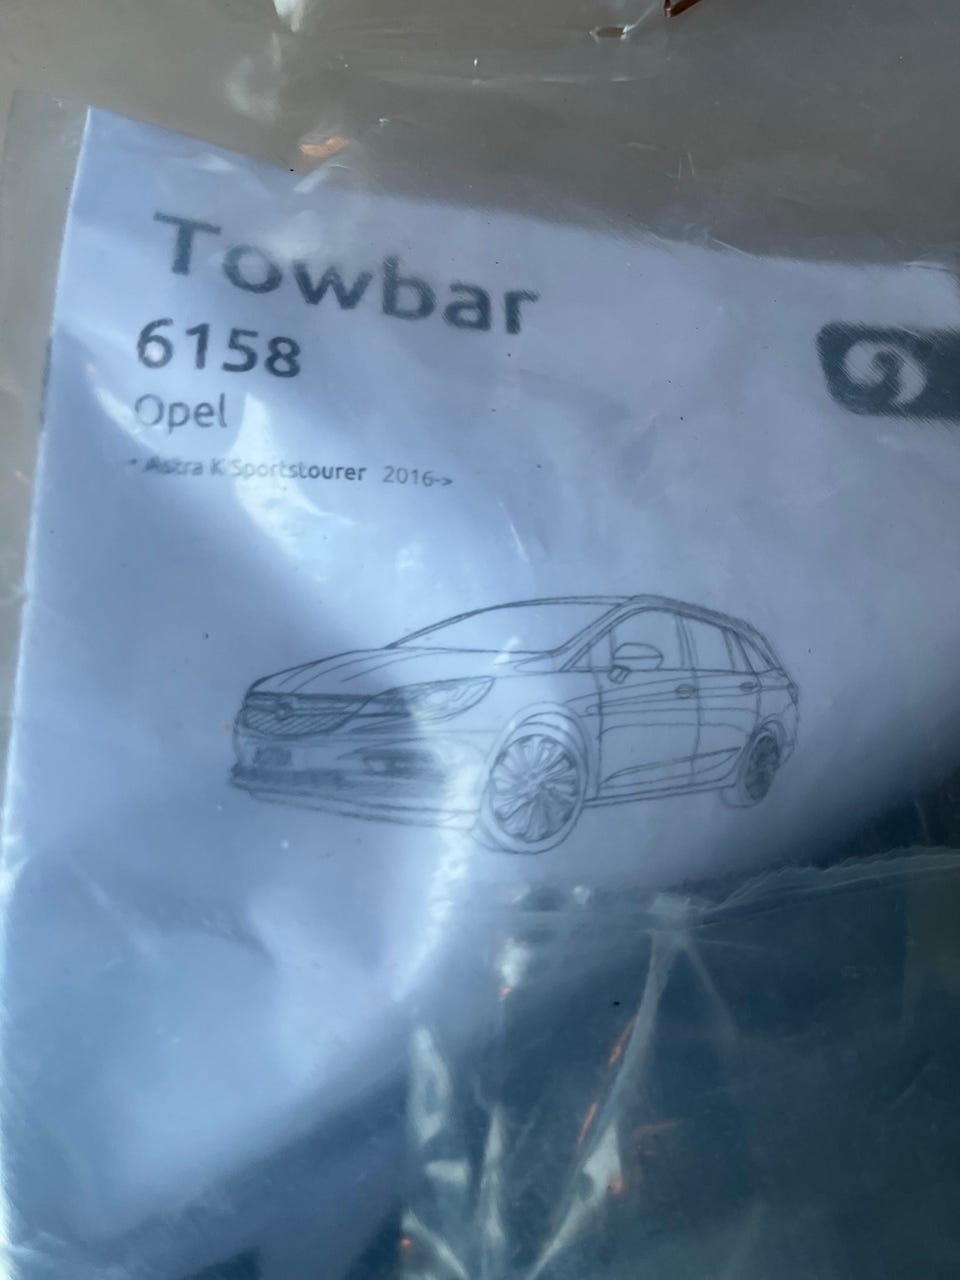 Towbar
6158
Opel
• Astra K Sportstourer 2016->